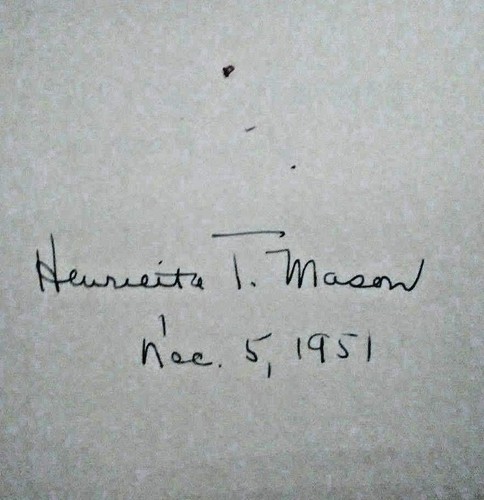 Henrietta T. Mason
Dec. 5, 1951